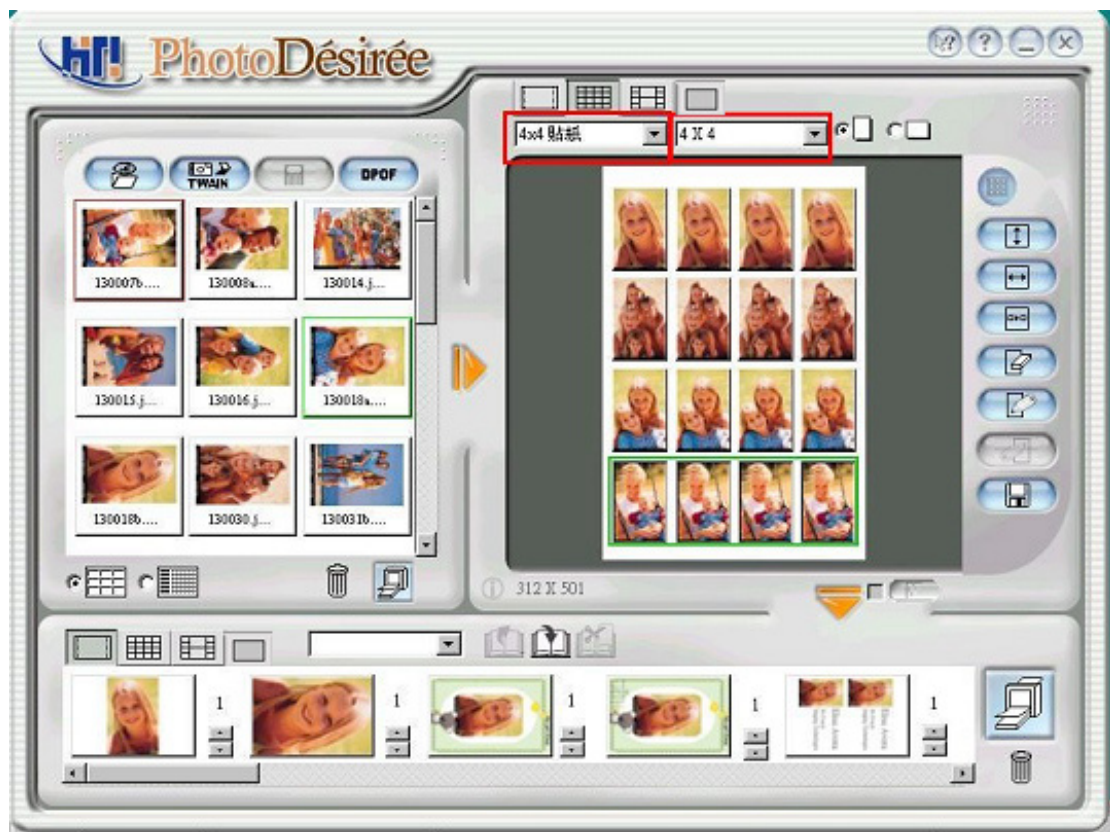 HTI PhotoDésirée
4x4 貼紙 4 X 4
TWAIN DPOF
130007b.... 130008a.... 130014.j...
130015.j... 130016.j... 130018a....
130018b.... 130030.j... 130031b....
312 X 501
1 1 1 1 1